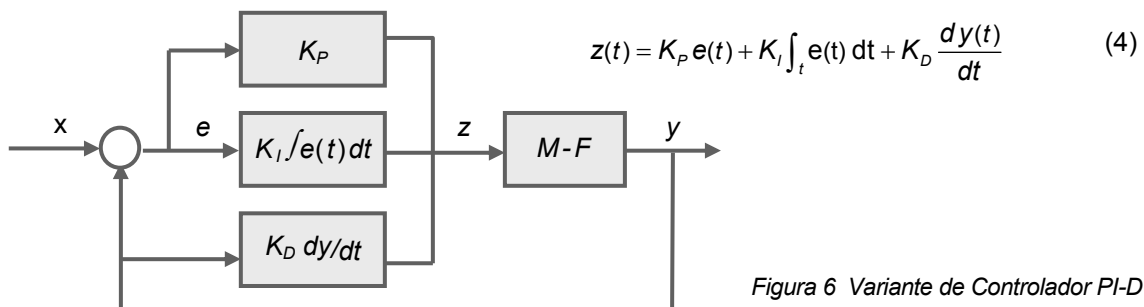 K_P
z(t) = K_P e(t) + K_I ∫_t e(t) dt + K_D dy(t)/dt (4)
x
e
K_I ∫e(t) dt
z
M-F
y
K_D dy/dt
Figura 6 Variante de Controlador PI-D